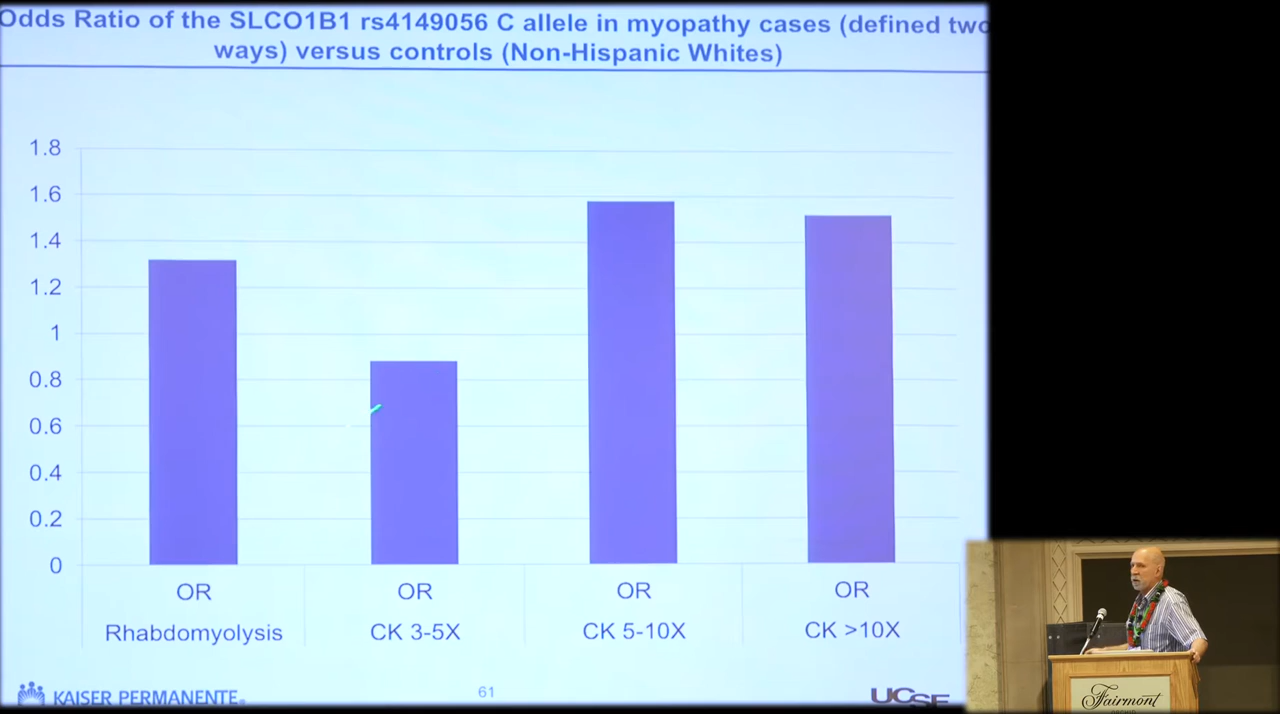 Odds Ratio of the SLCO1B1 rs4149056 C allele in myopathy cases (defined two
ways) versus controls (Non-Hispanic Whites)
1.8
1.6
1.4
1.2
1
0.8
0.6
0.4
0.2
0
OR OR OR OR
Rhabdomyolysis CK 3-5X CK 5-10X CK >10X
KAISER PERMANENTE® 61 UCSF
Fairmont